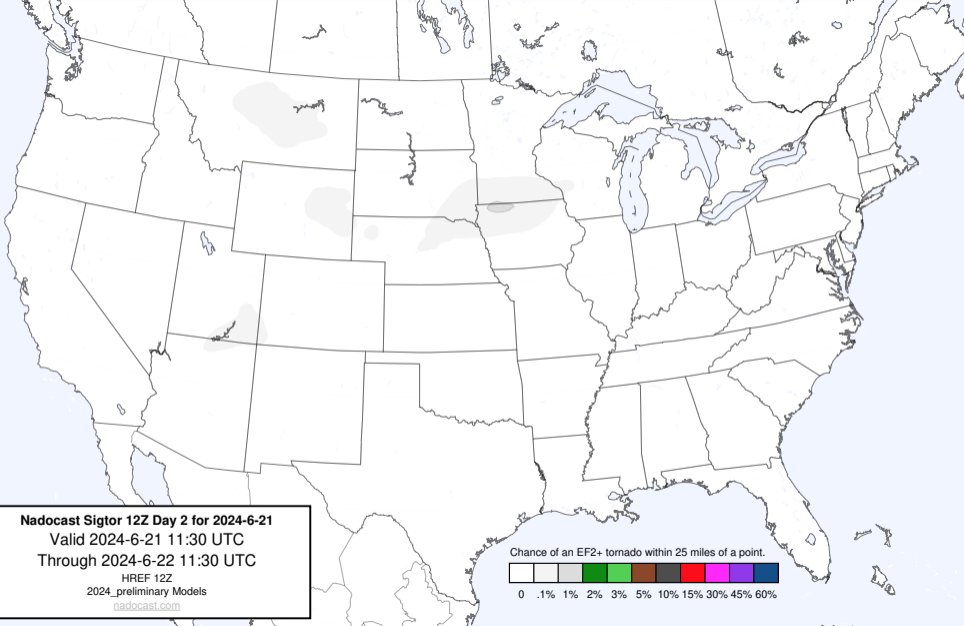 Nadocast Sigtor 12Z Day 2 for 2024-6-21
Valid 2024-6-21 11:30 UTC
Through 2024-6-22 11:30 UTC
HREF 12Z
2024_preliminary Models
nadocast.com
Chance of an EF2+ tornado within 25 miles of a point.
0 .1% 1% 2% 3% 5% 10% 15% 30% 45% 60%